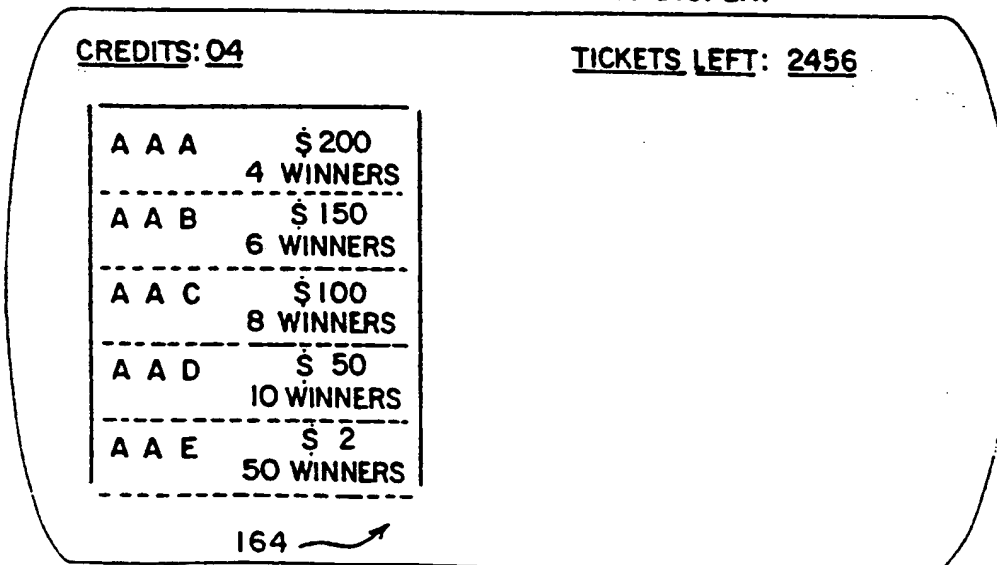 CREDITS: 04 TICKETS LEFT: 2456
A A A $ 200
4 WINNERS
A A B $ 150
6 WINNERS
A A C $ 100
8 WINNERS
A A D $ 50
10 WINNERS
A A E $ 2
50 WINNERS
164